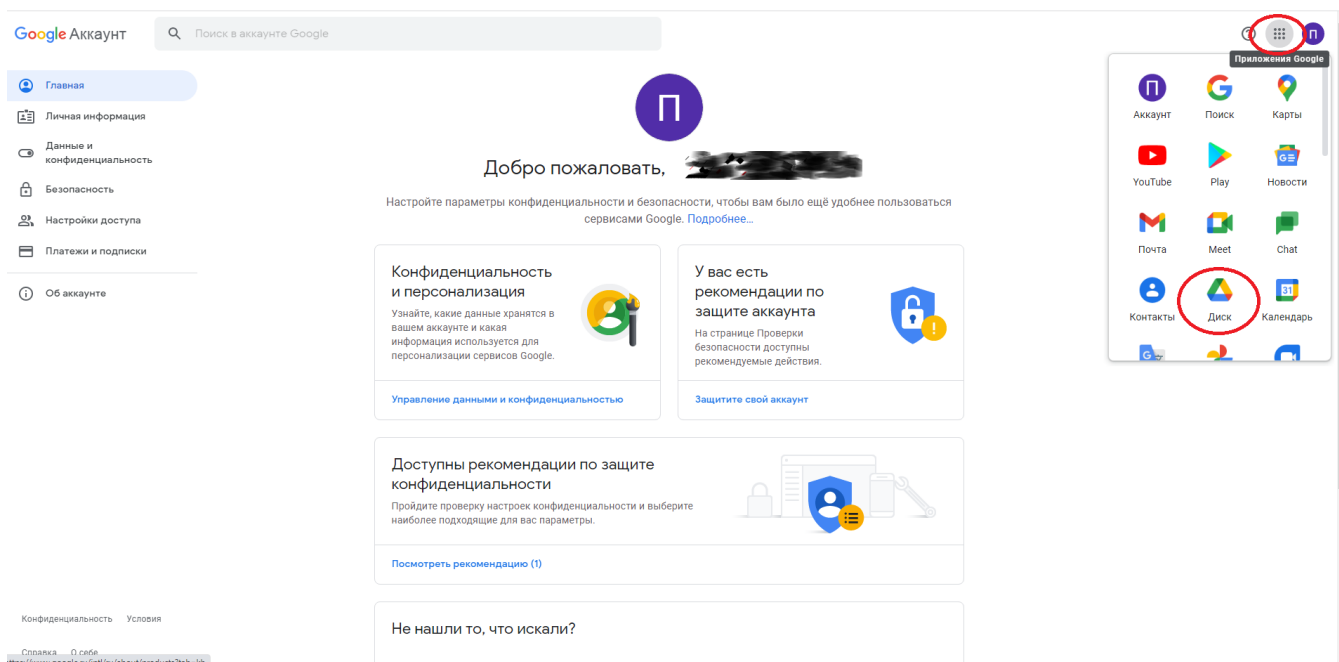 Google Аккаунт
Поиск в аккаунте Google
П
Приложения Google
Главная
Личная информация
Данные и
конфиденциальность
Безопасность
Настройки доступа
Платежи и подписки
Об аккаунте
П
Добро пожаловать,
Настройте параметры конфиденциальности и безопасности, чтобы вам было ещё удобнее пользоваться
сервисами Google. Подробнее...
Конфиденциальность
и персонализация
Узнайте, какие данные хранятся в
вашем аккаунте и какая
информация используется для
персонализации сервисов Google.
Управление данными и конфиденциальностью
У вас есть
рекомендации по
защите аккаунта
На странице Проверки
безопасности доступны
рекомендуемые действия.
Защитите свой аккаунт
Доступны рекомендации по защите
конфиденциальности
Пройдите проверку настроек конфиденциальности и выберите
наиболее подходящие для вас параметры.
Посмотреть рекомендацию (1)
Не нашли то, что искали?
П
Аккаунт
Поиск
Карты
YouTube
Play
GE
Новости
Почта
Meet
Chat
Контакты
Диск
31
Календарь
G
Конфиденциальность Условия
Справка О себе